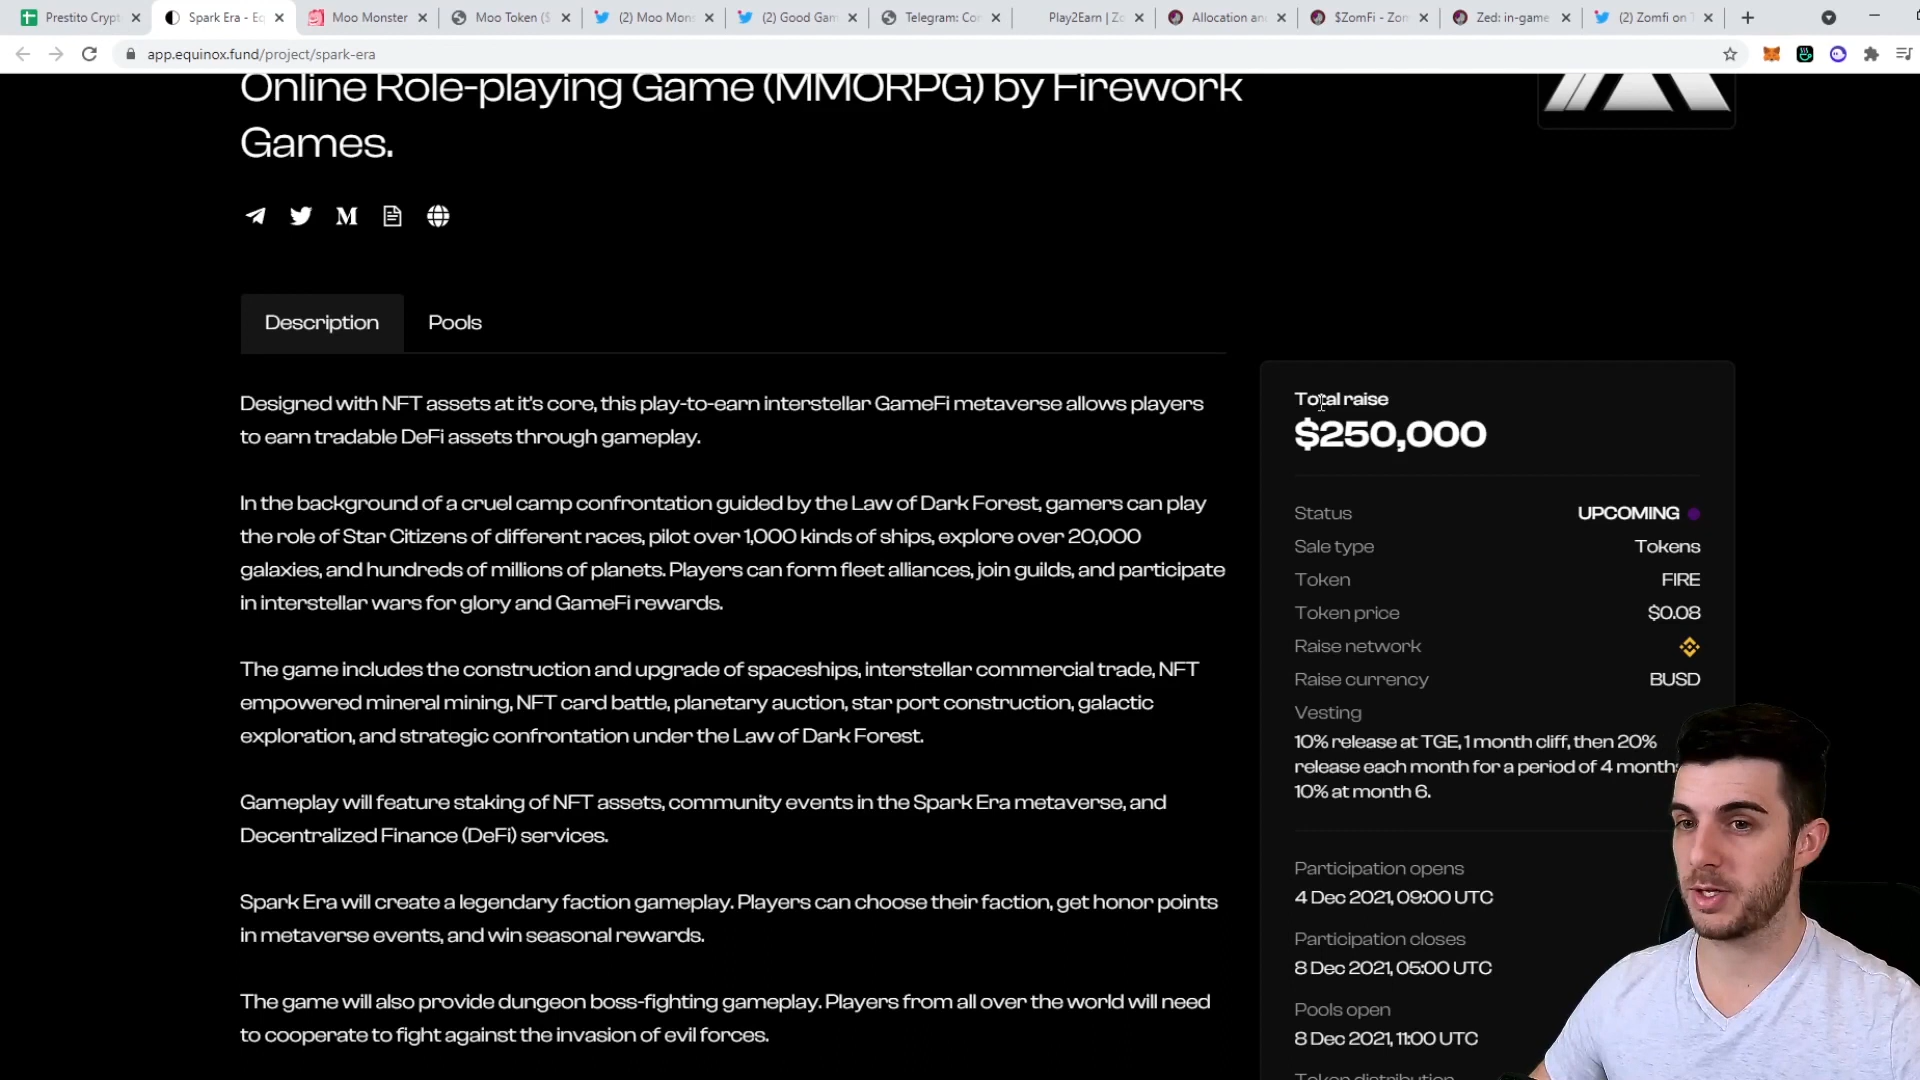 Prestito Crypt
Spark Era - Eq
Moo Monster
Moo Token ($
(2) Moo Mons
(2) Good Gam
Telegram: Con
Play2Earn | Zo
Allocation an
$ZomFi - Zom
Zed: in-game
(2) Zomfi on T
app.equinox.fund/project/spark-era
Online Role-playing Game (MMORPG) by Firework
Games.
Description
Pools
Designed with NFT assets at it's core, this play-to-earn interstellar GameFi metaverse allows players
to earn tradable DeFi assets through gameplay.
In the background of a cruel camp confrontation guided by the Law of Dark Forest, gamers can play
the role of Star Citizens of different races, pilot over 1,000 kinds of ships, explore over 20,000
galaxies, and hundreds of millions of planets. Players can form fleet alliances, join guilds, and participate
in interstellar wars for glory and GameFi rewards.
The game includes the construction and upgrade of spaceships, interstellar commercial trade, NFT
empowered mineral mining, NFT card battle, planetary auction, star port construction, galactic
exploration, and strategic confrontation under the Law of Dark Forest.
Gameplay will feature staking of NFT assets, community events in the Spark Era metaverse, and
Decentralized Finance (DeFi) services.
Spark Era will create a legendary faction gameplay. Players can choose their faction, get honor points
in metaverse events, and win seasonal rewards.
The game will also provide dungeon boss-fighting gameplay. Players from all over the world will need
to cooperate to fight against the invasion of evil forces.
Total raise
$250,000
Status UPCOMING
Sale type Tokens
Token FIRE
Token price $0.08
Raise network
Raise currency BUSD
Vesting
10% release at TGE, 1 month cliff, then 20%
release each month for a period of 4 months
10% at month 6.
Participation opens
4 Dec 2021, 09:00 UTC
Participation closes
8 Dec 2021, 05:00 UTC
Pools open
8 Dec 2021, 11:00 UTC
Token distribution